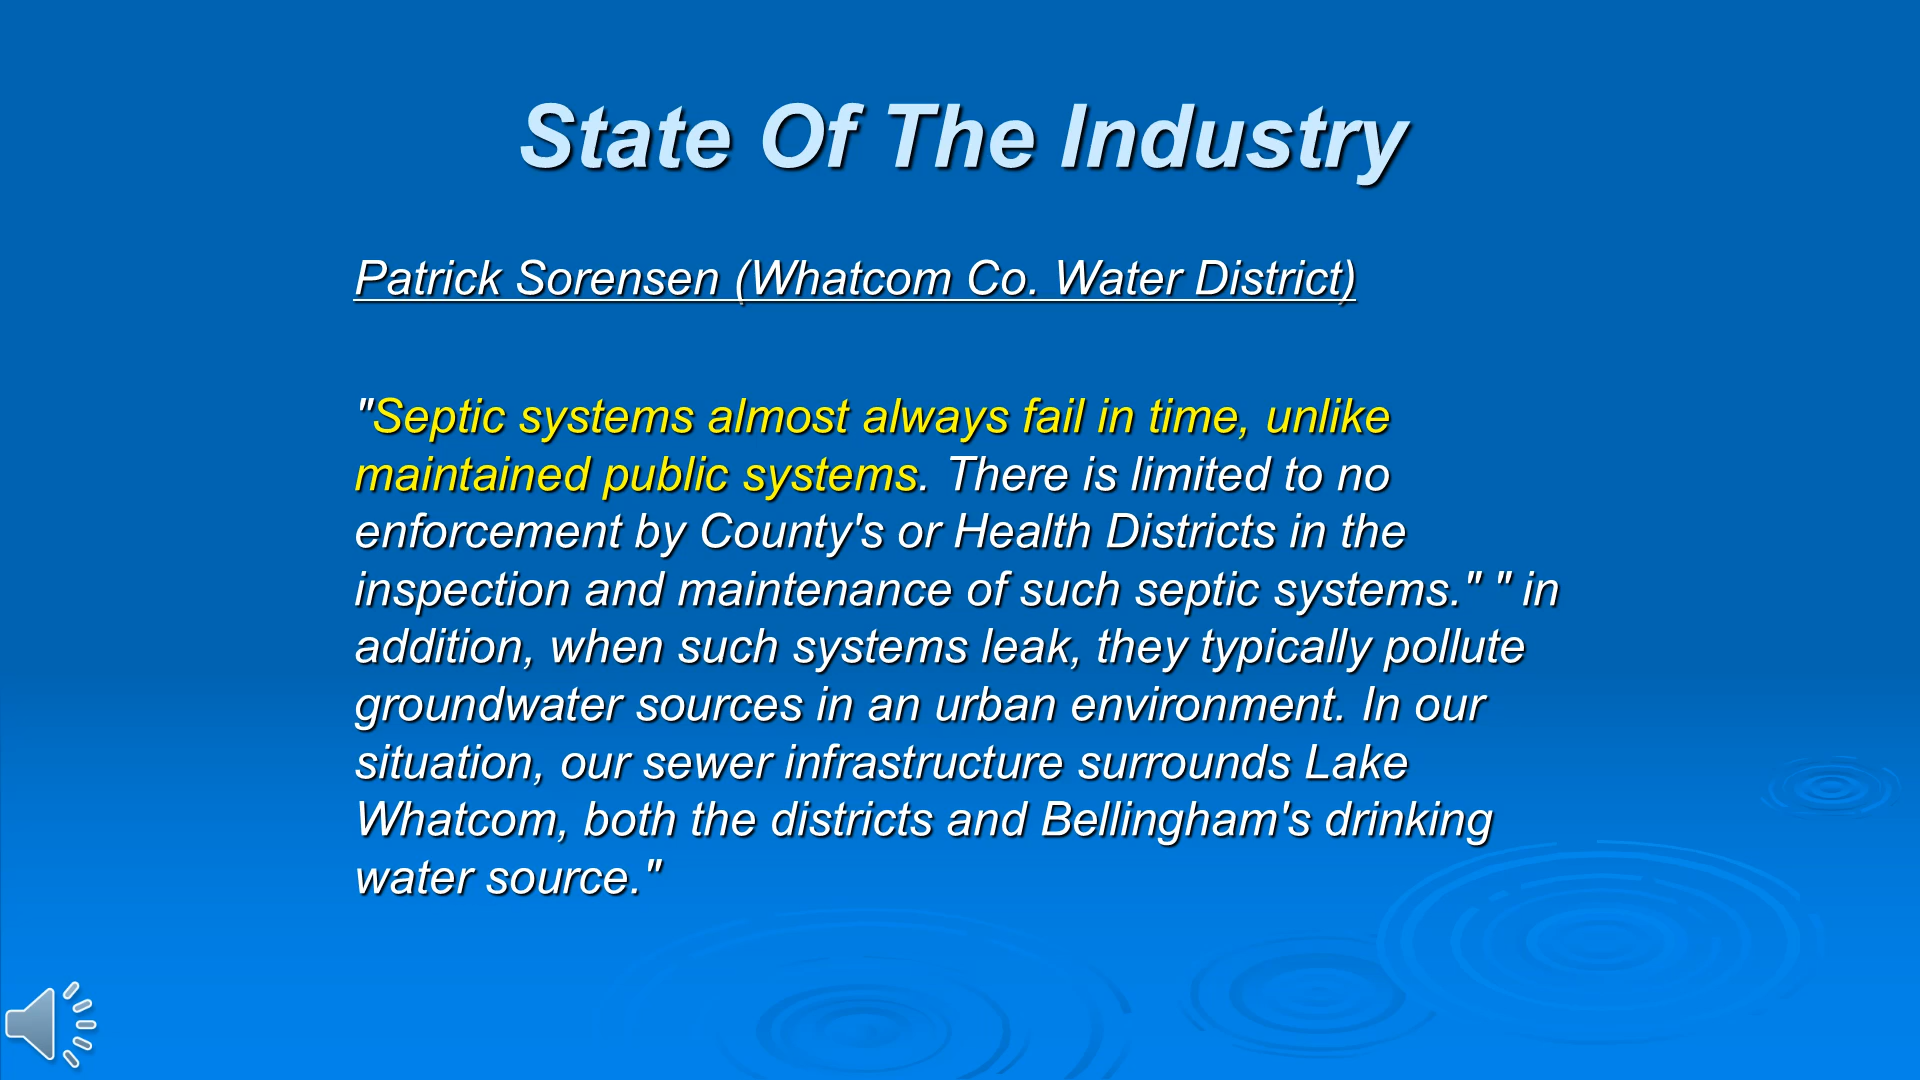 State Of The Industry
Patrick Sorensen (Whatcom Co. Water District)
"Septic systems almost always fail in time, unlike
maintained public systems. There is limited to no
enforcement by County's or Health Districts in the
inspection and maintenance of such septic systems." " in
addition, when such systems leak, they typically pollute
groundwater sources in an urban environment. In our
situation, our sewer infrastructure surrounds Lake
Whatcom, both the districts and Bellingham's drinking
water source."